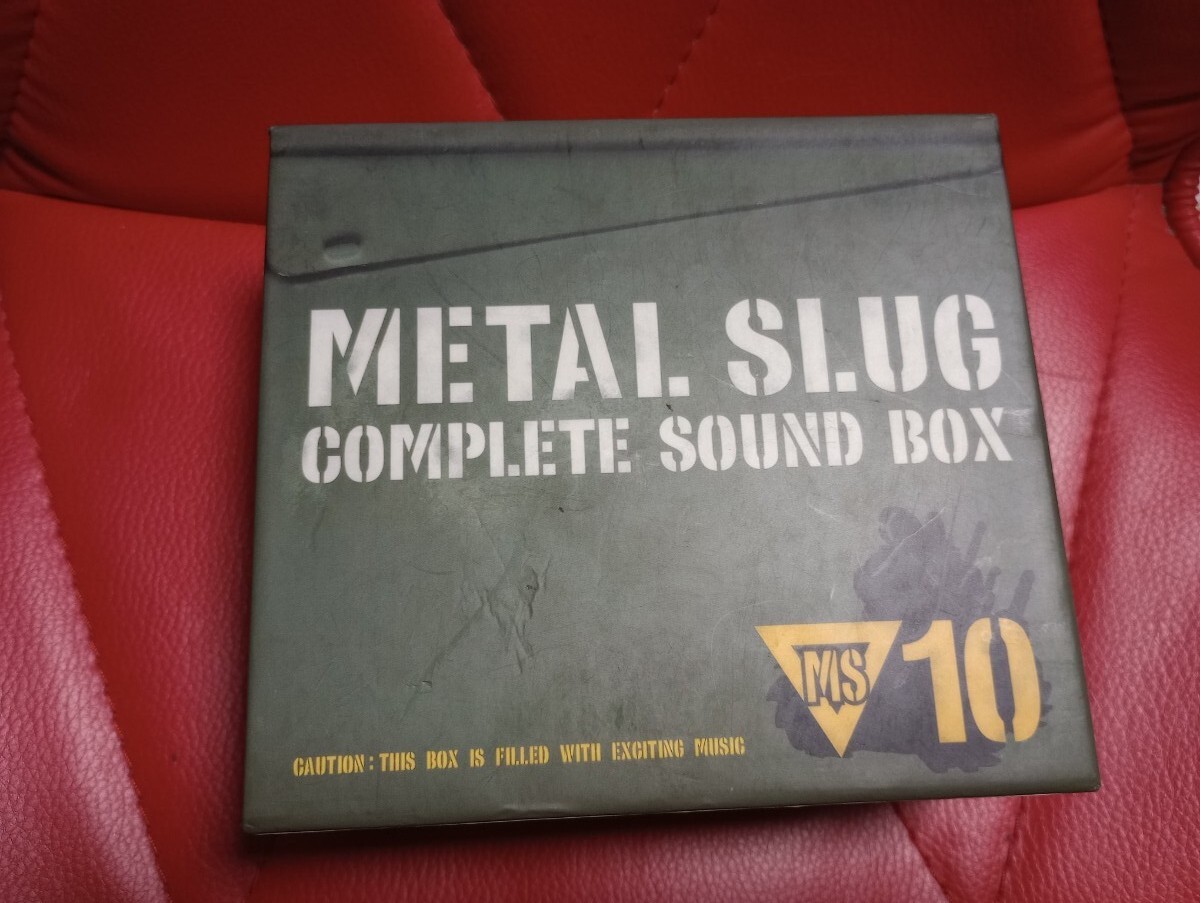 METAL SLUG
COMPLETE SOUND BOX
MS 10
CAUTION: THIS BOX IS FILLED WITH EXCITING MUSIC